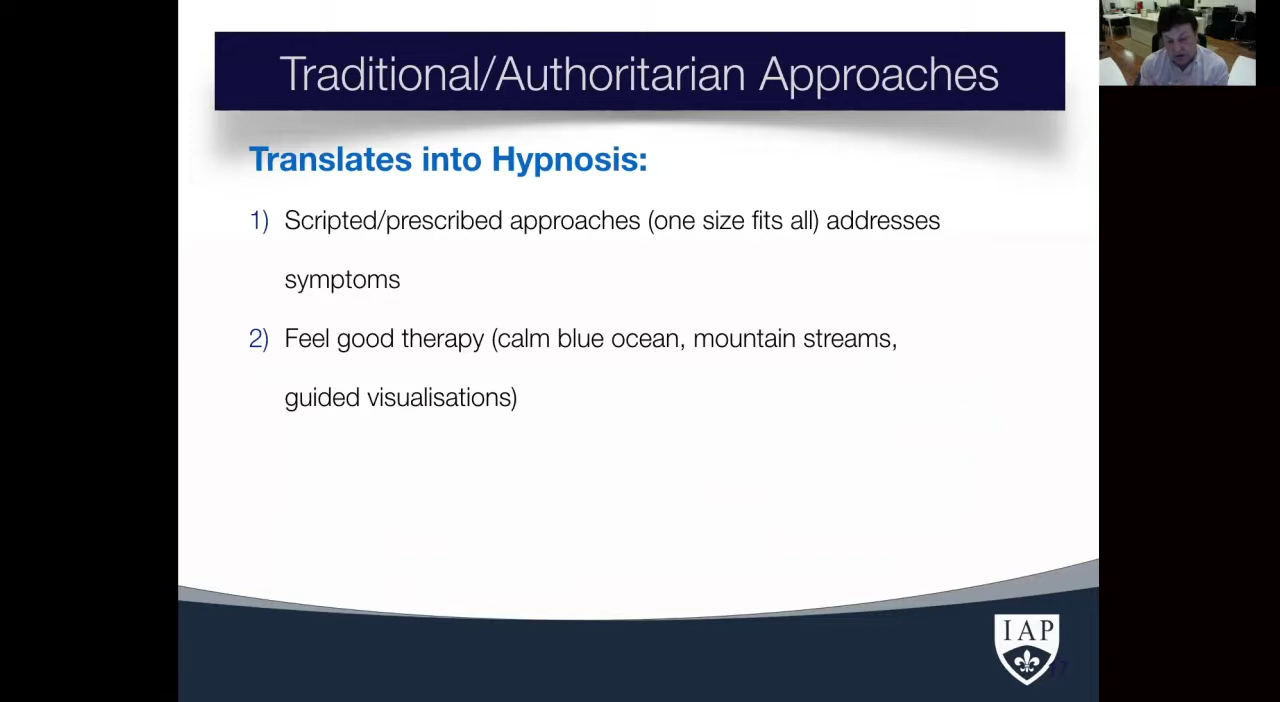 Traditional/Authoritarian Approaches
Translates into Hypnosis:
1) Scripted/prescribed approaches (one size fits all) addresses
symptoms
2) Feel good therapy (calm blue ocean, mountain streams,
guided visualisations)
IAP
17